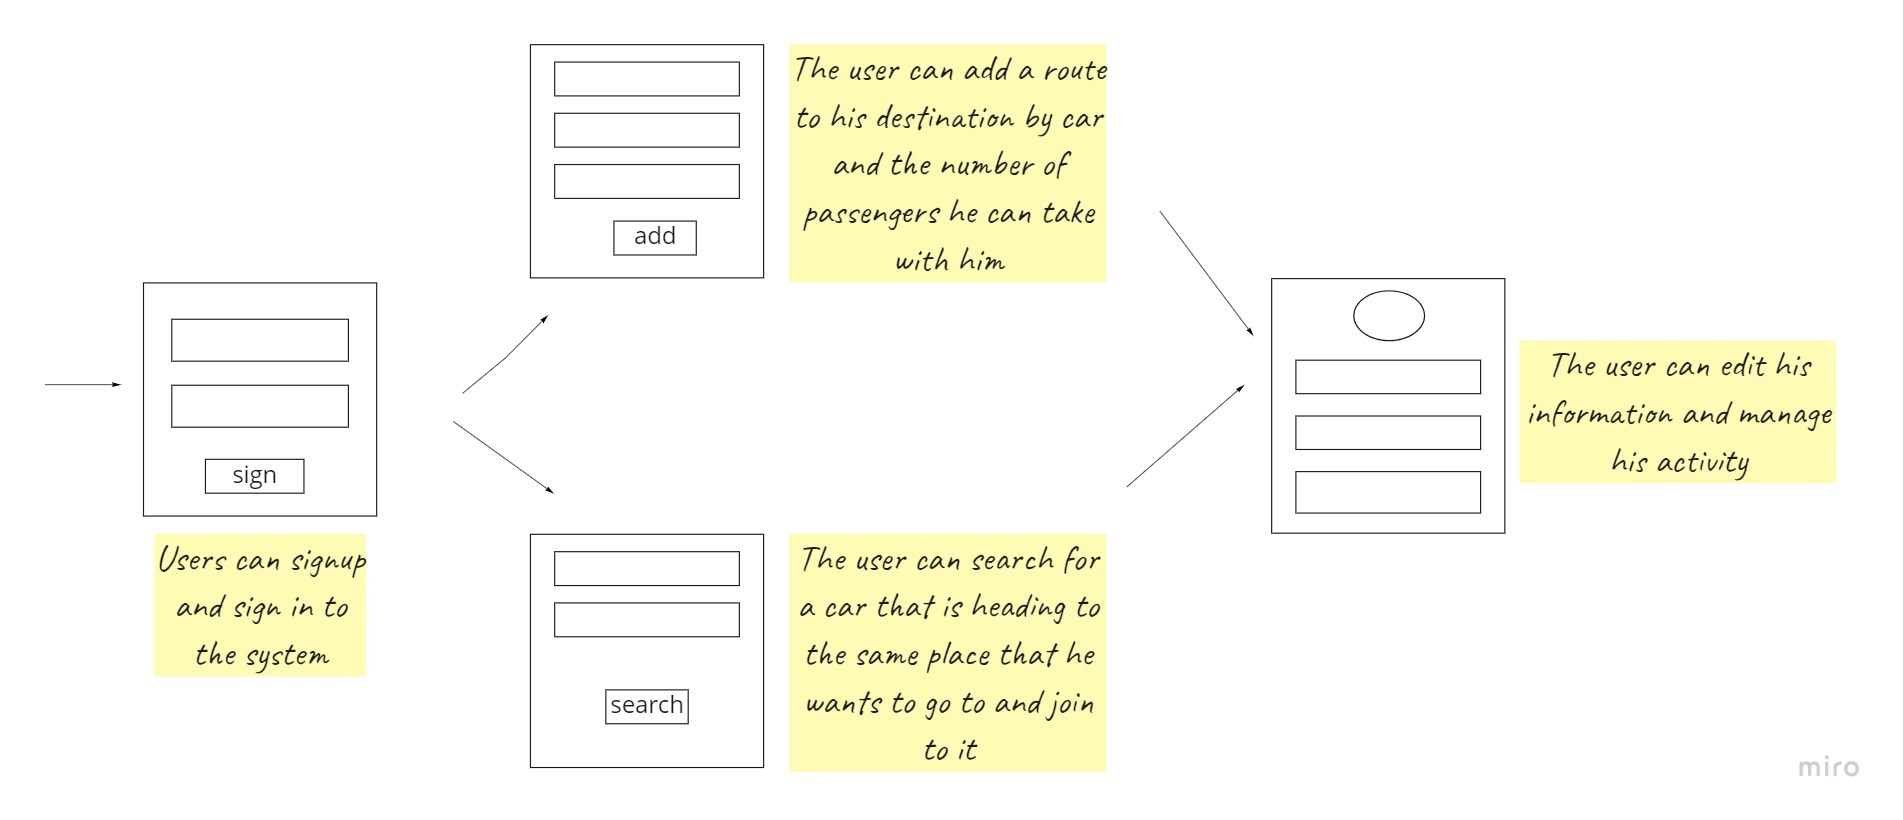 The user can add a route
to his destination by car
and the number of
passengers he can take
with him
add
sign
Users can signup
and sign in to
the system
The user can search for
a car that is heading to
the same place that he
wants to go to and join
to it
search
The user can edit his
information and manage
his activity
miro